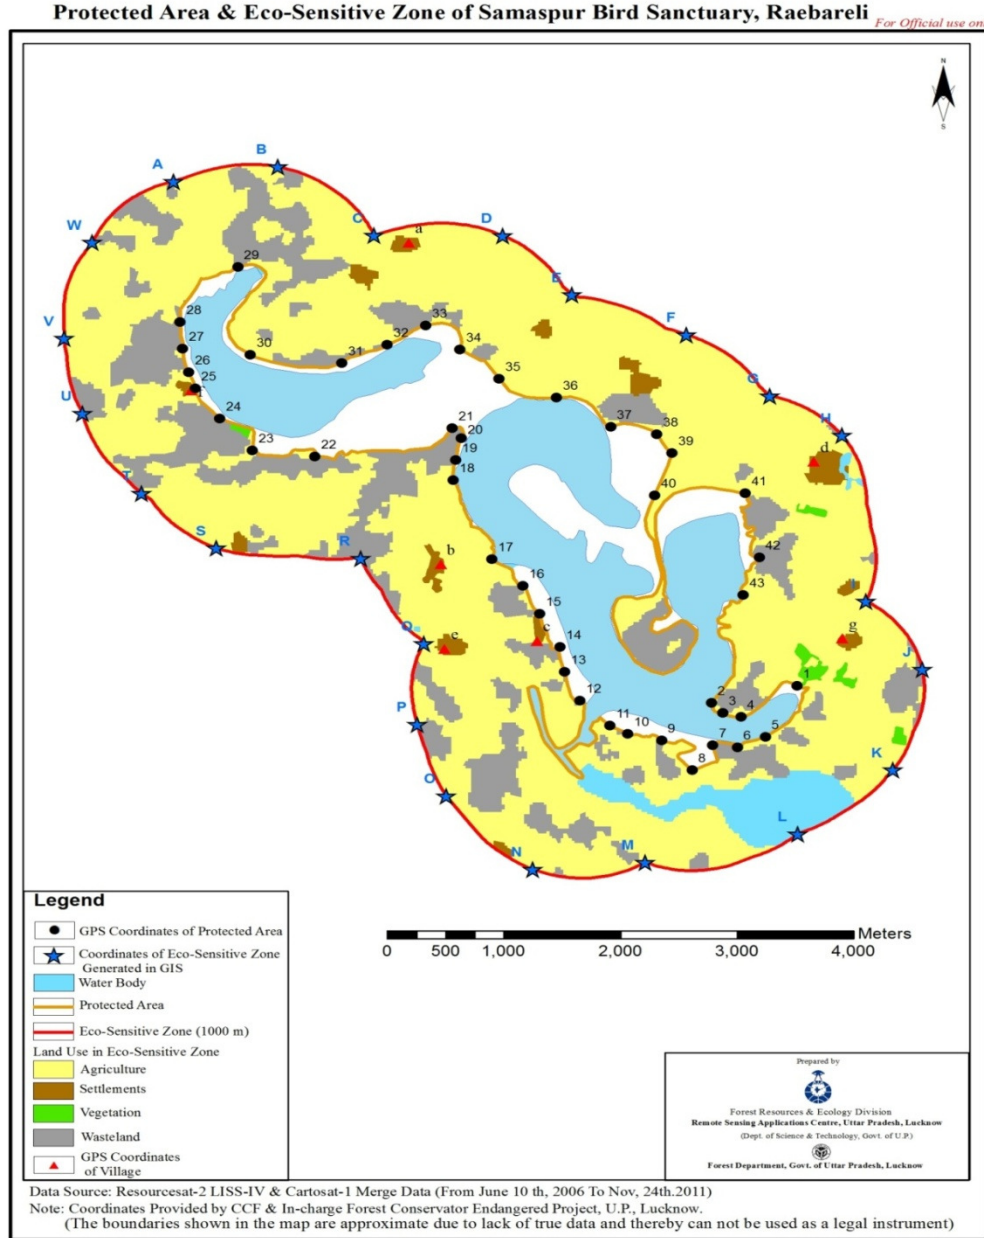 Protected Area & Eco-Sensitive Zone of Samaspur Bird Sanctuary, Raebareli
For Official use on
N
S
B
A
W
C
a
D
29
E
V
28
33
F
27
32
34
30
31
26
35
25
G
36
U
24
21
37
38
H
20
23
22
19
39
d
T
18
40
41
S
R
17
42
b
16
43
I
15
c
Q
e
14
g
13
J
1
12
2
3
4
P
11
10
9
7
6
5
8
K
O
L
M
N
Legend
GPS Coordinates of Protected Area
Coordinates of Eco-Sensitive Zone
Generated in GIS
Water Body
Protected Area
Eco-Sensitive Zone (1000 m)
Land Use in Eco-Sensitive Zone
Agriculture
Settlements
Vegetation
Wasteland
GPS Coordinates
of Village
Meters
0 500 1,000 2,000 3,000 4,000
Prepared by
Forest Resources & Ecology Division
Remote Sensing Applications Centre, Uttar Pradesh, Lucknow
(Dept. of Science & Technology, Govt. of U.P.)
Forest Department, Govt. of Uttar Pradesh, Lucknow
Data Source: Resourcesat-2 LISS-IV & Cartosat-1 Merge Data (From June 10 th, 2006 To Nov, 24th.2011)
Note: Coordinates Provided by CCF & In-charge Forest Conservator Endangered Project, U.P., Lucknow.
(The boundaries shown in the map are approximate due to lack of true data and thereby can not be used as a legal instrument)